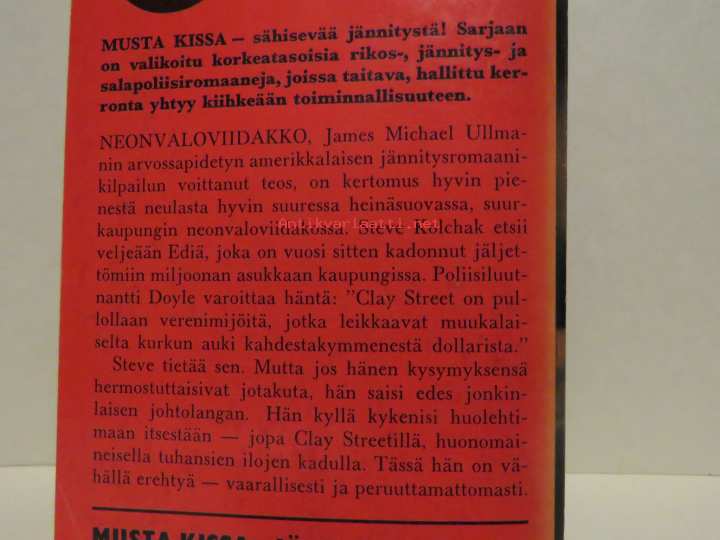 MUSTA KISSA – sähisevää jännitystä! Sarjaan
on valikoitu korkeatasoisia rikos-, jännitys- ja
salapoliisiromaaneja, joissa taitava, hallittu ker-
ronta yhtyy kiihkeään toiminnallisuuteen.
NEONVALOVIIDAKKO, James Michael Ullma-
nin arvossapidetyn amerikkalaisen jännitysromaani-
kilpailun voittanut teos, on kertomus hyvin pie-
nestä neulasta hyvin suuressa heinäsuovassa, suur-
kaupungin neonvaloviidakossa. Steve Kolchak etsii
Antikvariaatti.net
veljeään Ediä, joka on vuosi sitten kadonnut jäljet-
tömiin miljoonan asukkaan kaupungissa. Poliisiluut-
nantti Doyle varoittaa häntä: ”Clay Street on pul-
lollaan verenimijöitä, jotka leikkaavat muukalai-
selta kurkun auki kahdestakymmenestä dollarista.”
Steve tietää sen. Mutta jos hänen kysymyksensä
hermostuttaisivat jotakuta, hän saisi edes jonkin-
laisen johtolangan. Hän kyllä kykenisi huolehti-
maan itsestään — jopa Clay Streetillä, huonomai-
neisella tuhansien ilojen kadulla. Tässä hän on vä-
hällä erehtyä — vaarallisesti ja peruuttamattomasti.
MUSTA KISSA